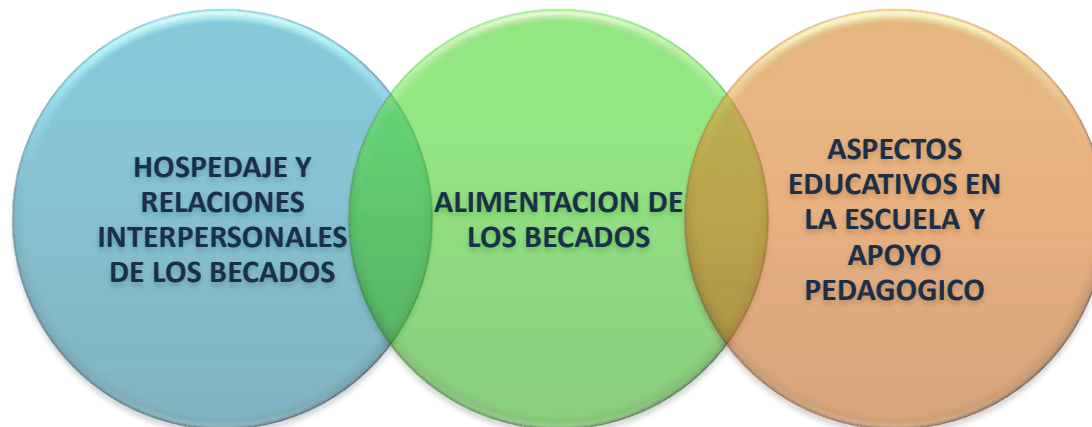 HOSPEDAJE Y
RELACIONES
INTERPERSONALES
DE LOS BECADOS
ALIMENTACION DE
LOS BECADOS
ASPECTOS
EDUCATIVOS EN
LA ESCUELA Y
APOYO
PEDAGOGICO